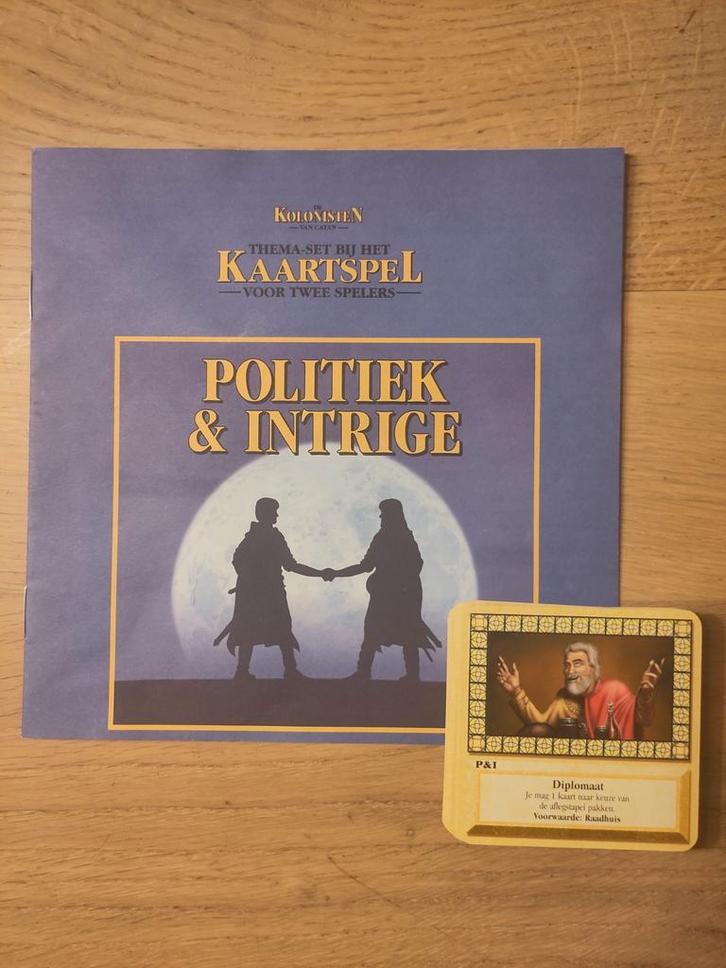 DE
KOLONISTEN
VAN CATAN
THEMA-SET BIJ HET
KAARTSPEL
VOOR TWEE SPELERS
POLITIEK
& INTRIGE
P&I
Diplomaat
Je mag 1 kaart naar keuze van
de aflegstapel pakken.
Voorwaarde: Raadhuis